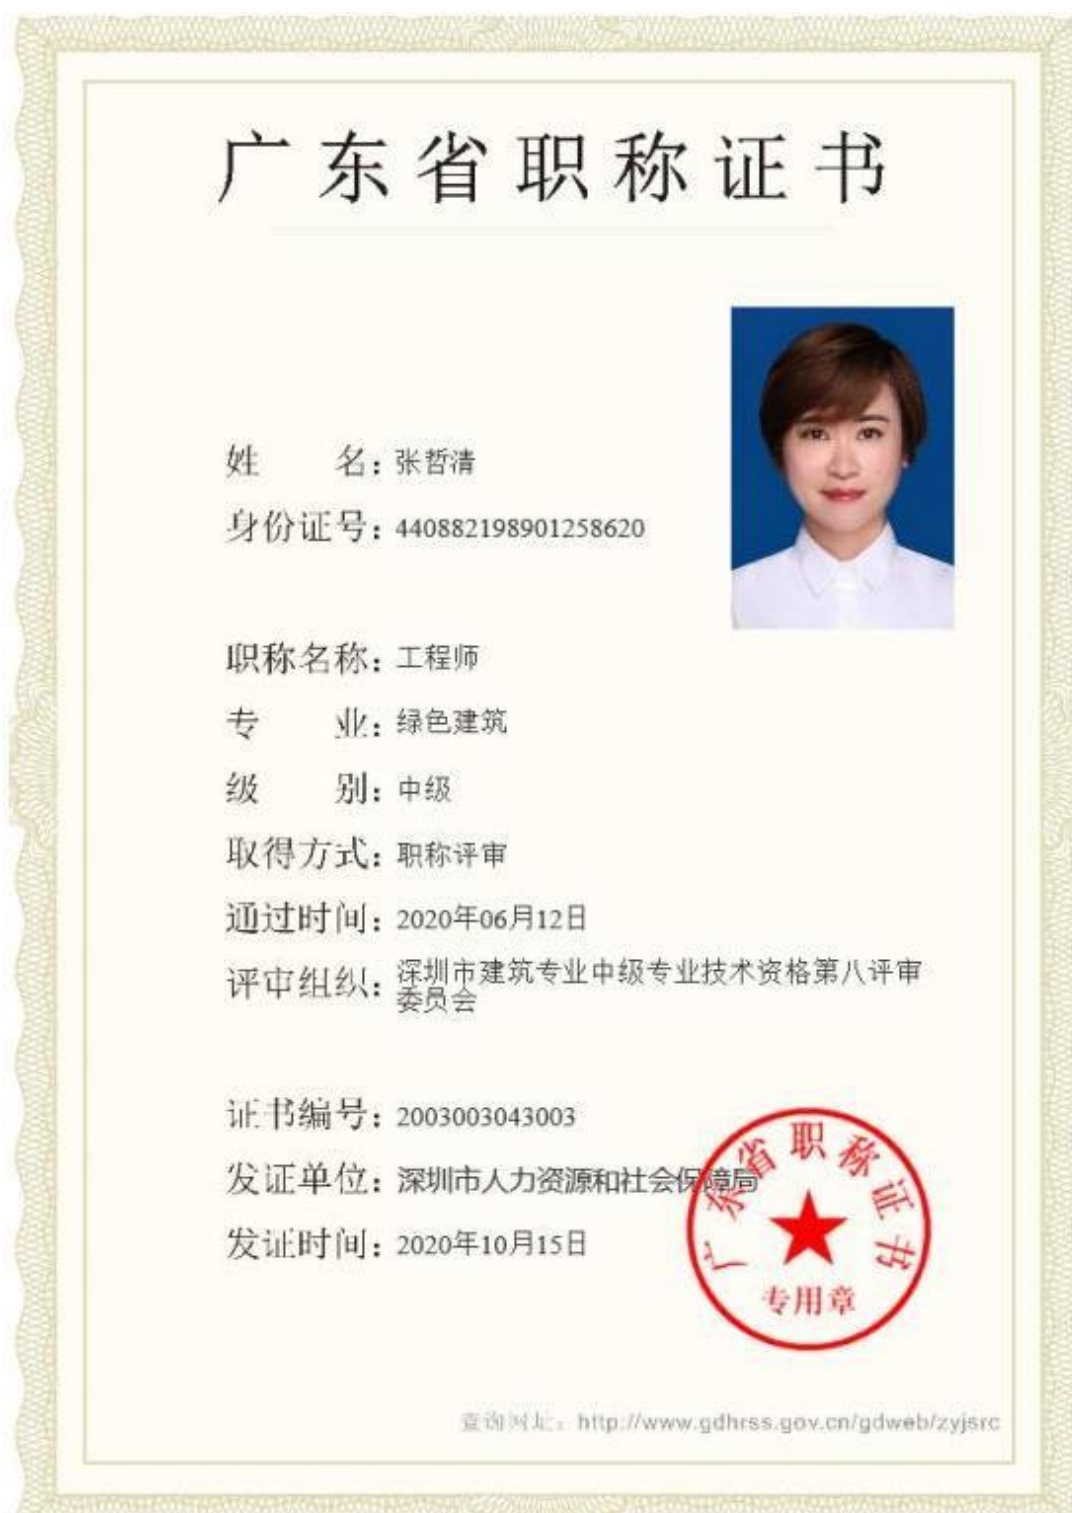 广东省职称证书
姓 名：张哲清
身份证号：440882198901258620
职称名称：工程师
专 业：绿色建筑
级 别：中级
取得方式：职称评审
通过时间：2020年06月12日
评审组织：深圳市建筑专业中级专业技术资格第八评审
委员会
证书编号：2003003043003
发证单位：深圳市人力资源和社会保障局
发证时间：2020年10月15日
广东省职称证书
专用章
查询网址：http://www.gdhrss.gov.cn/gdweb/zyjsrc